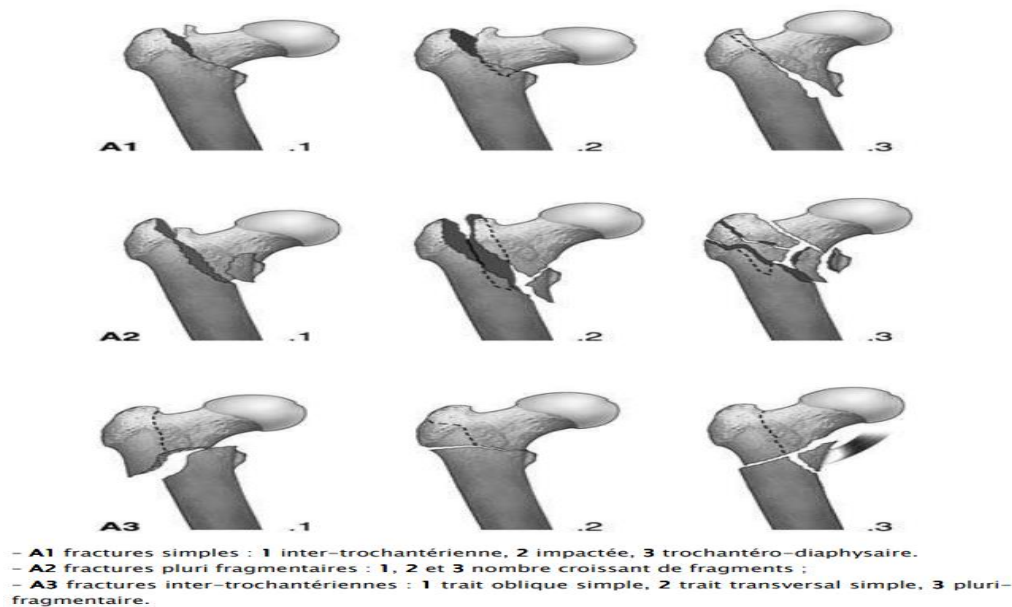 A1 .1 .2 .3
A2 .1 .2 .3
A3 .1 .2 .3
- A1 fractures simples : 1 inter-trochantérienne, 2 impactée, 3 trochantéro-diaphysaire.
- A2 fractures pluri fragmentaires : 1, 2 et 3 nombre croissant de fragments ;
- A3 fractures inter-trochantériennes : 1 trait oblique simple, 2 trait transversal simple, 3 pluri-
fragmentaire.